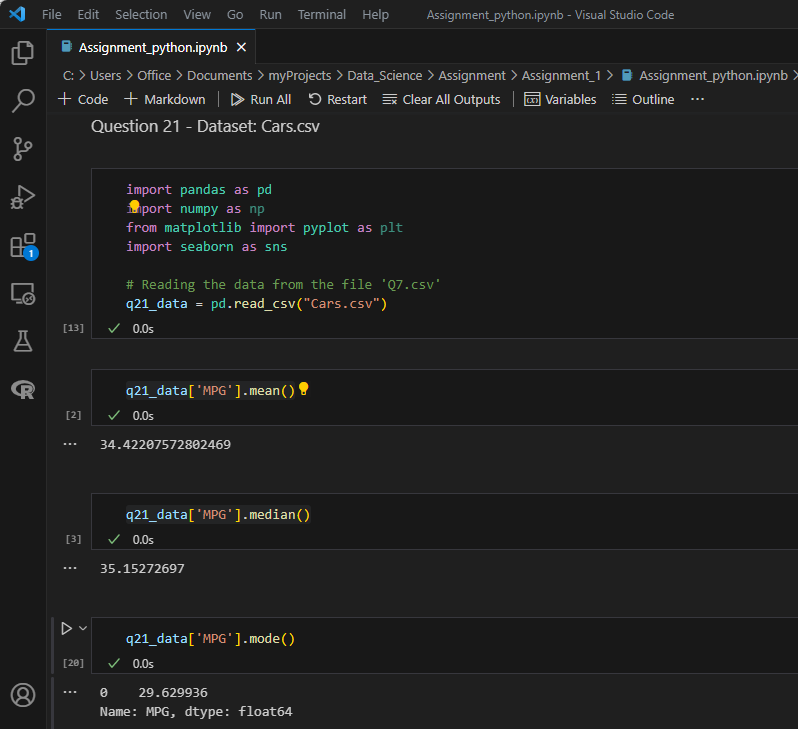 File Edit Selection View Go Run Terminal Help Assignment_python.ipynb - Visual Studio Code
Assignment_python.ipynb
C: > Users > Office > Documents > myProjects > Data_Science > Assignment > Assignment_1 > Assignment_python.ipynb >
+ Code + Markdown Run All Restart Clear All Outputs Variables Outline ...
Question 21 - Dataset: Cars.csv
import pandas as pd
import numpy as np
from matplotlib import pyplot as plt
import seaborn as sns
# Reading the data from the file 'Q7.csv'
q21_data = pd.read_csv("Cars.csv")
[13] 0.0s
1
q21_data['MPG'].mean()
[2] 0.0s
... 34.42207572802469
q21_data['MPG'].median()
[3] 0.0s
... 35.15272697
q21_data['MPG'].mode()
[20] 0.0s
... 0 29.629936
Name: MPG, dtype: float64